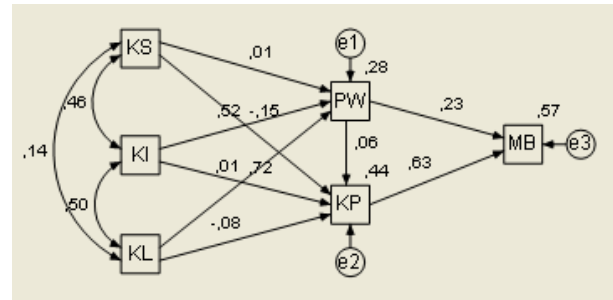 e1
KS
,01
,28
PW
,46
,52
-,15
,23
,57
,14
KI
,06
MB
e3
,01
,72
,44
,63
,50
KP
-,08
KL
e2